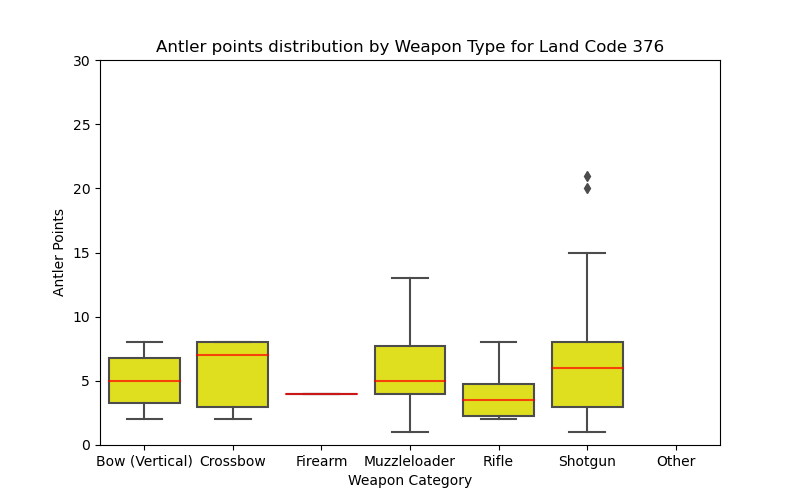 Antler points distribution by Weapon Type for Land Code 376
30
25
20
15
10
5
0
Antler Points
Bow (Vertical) Crossbow Firearm Muzzleloader Rifle Shotgun Other
Weapon Category